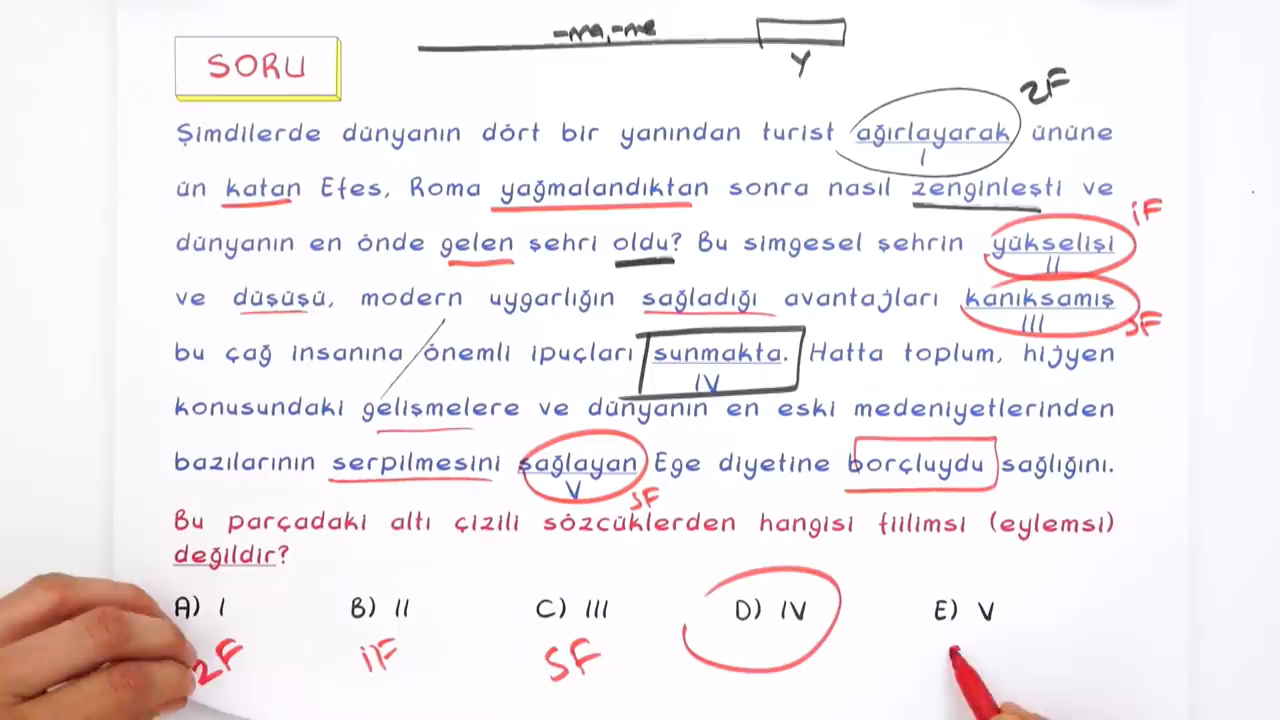 -ma,-me
Y
SORU
2F
Şimdilerde dünyanın dört bir yanından turist ağırlayarak ününe
I
ün katan Efes, Roma yağmalandıktan sonra nasıl zenginleşti ve
iF
dünyanın en önde gelen şehri oldu? Bu simgesel şehrin yükselişi
II
ve düşüşü, modern uygarlığın sağladığı avantajları kanıksamış
III
SF
bu çağ insanına önemli ipuçları sunmakta. Hatta toplum, hijyen
IV
konusundaki gelişmelere ve dünyanın en eski medeniyetlerinden
bazılarının serpilmesini sağlayan Ege diyetine borçluydu sağlığını.
V
SF
Bu parçadaki altı çizili sözcüklerden hangisi fiilimsi (eylemsi)
değildir?
A) I B) II C) III D) IV E) V
2F iF SF